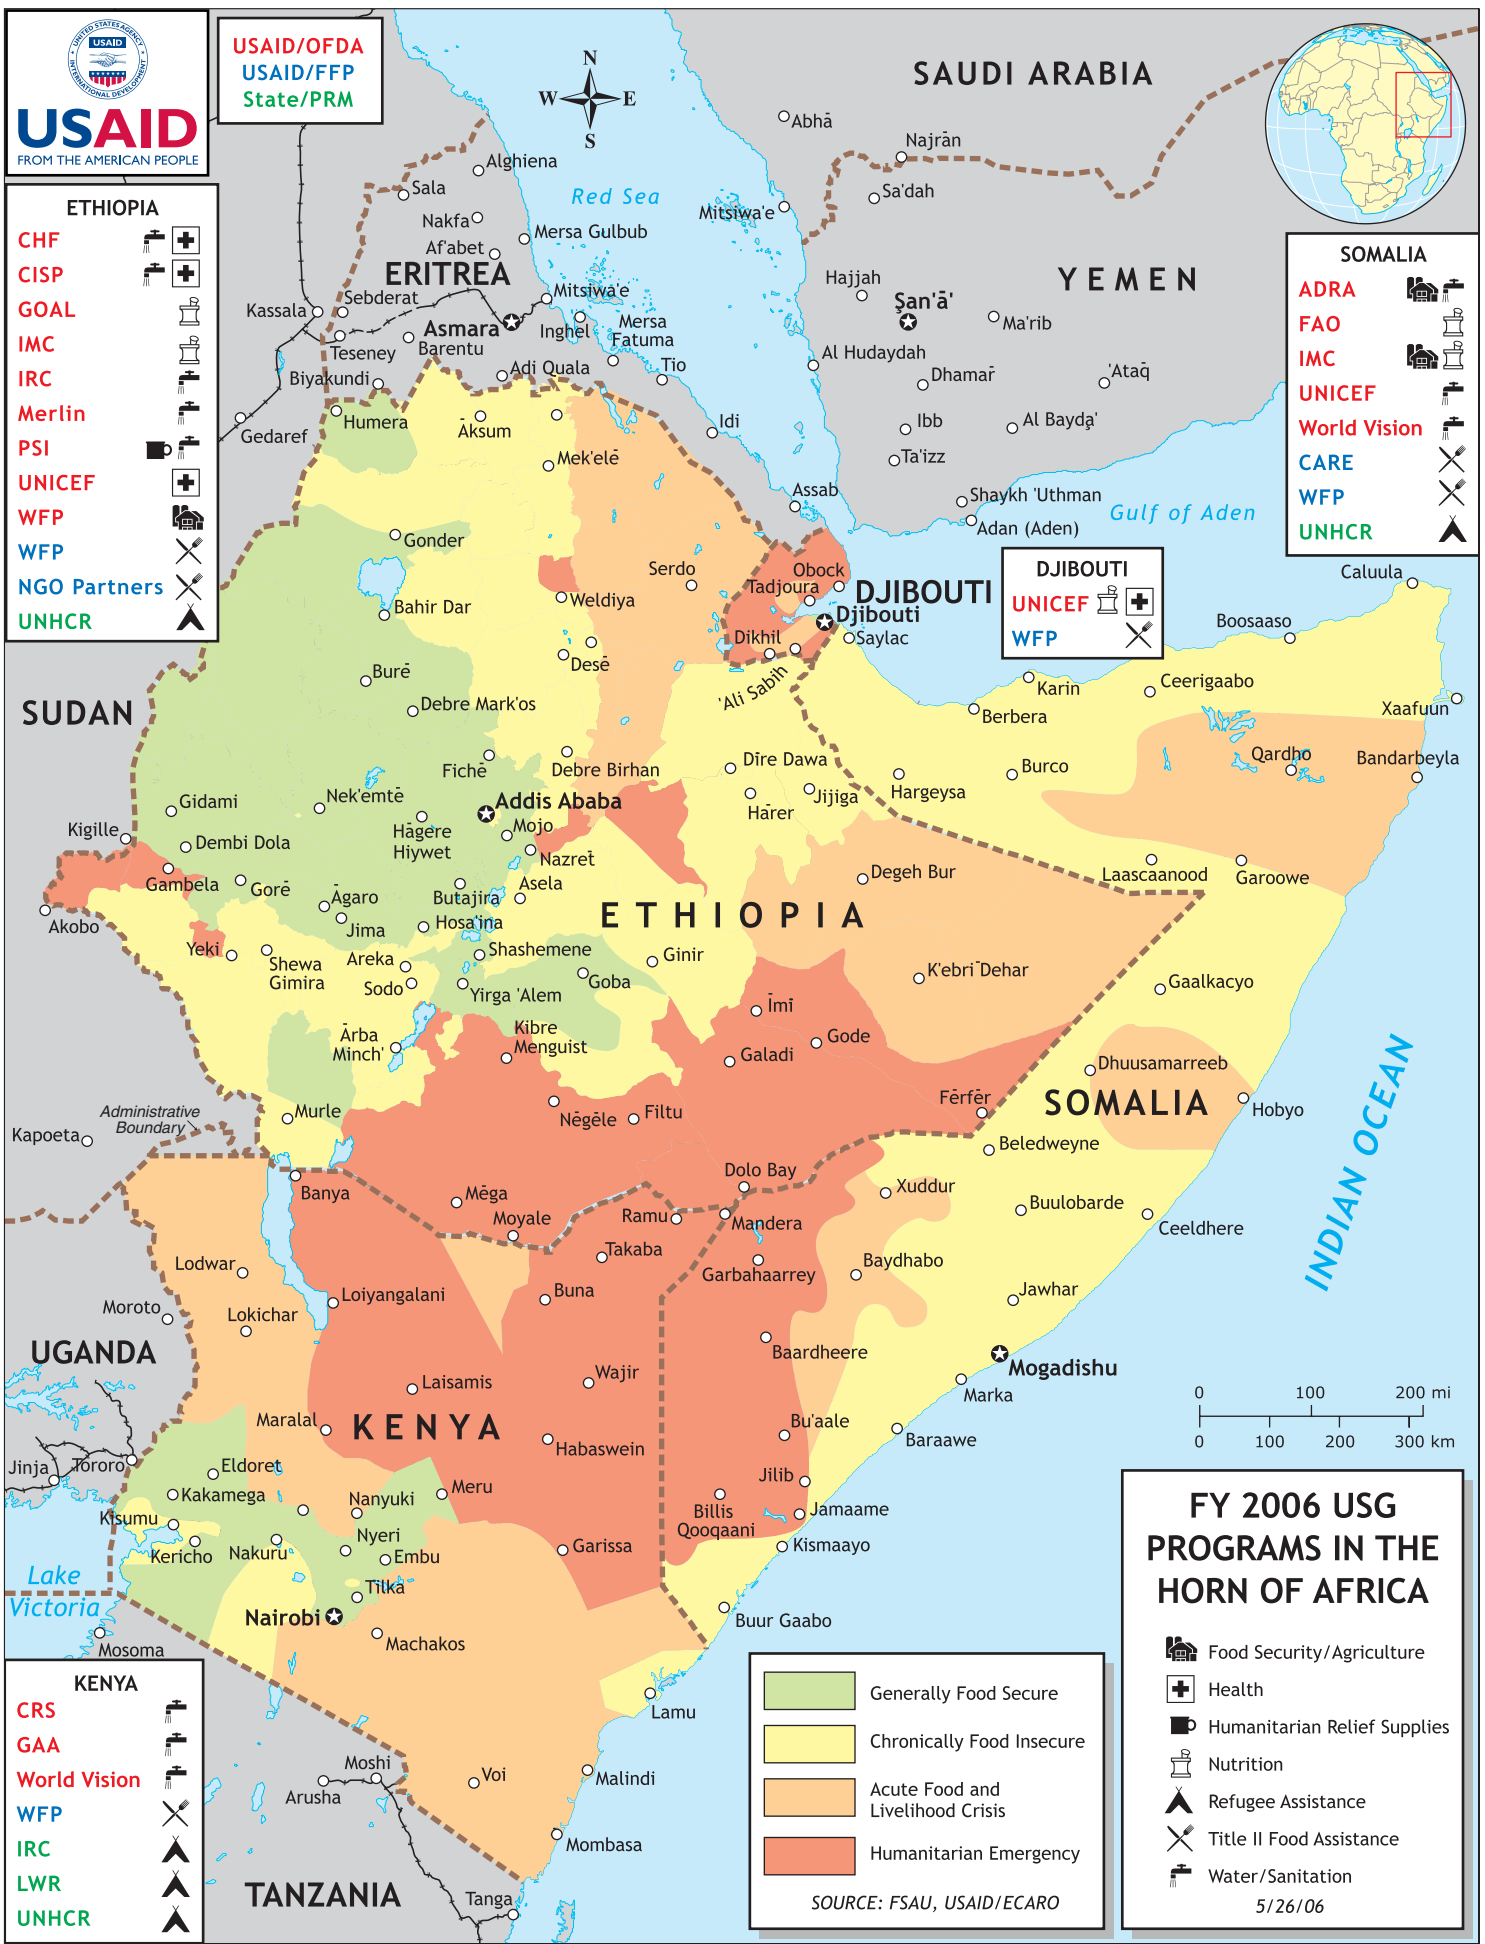 UNITED STATES AGENCY
USAID
INTERNATIONAL DEVELOPMENT
USAID
FROM THE AMERICAN PEOPLE
USAID/OFDA
USAID/FFP
State/PRM
N
W E
S
SAUDI ARABIA
Abhā
Najrān
Sa'dah
Mitsiwa'e
Red Sea
Alghiena
Sala
Nakfa
Mersa Gulbub
Af'abet
ERITREA
Hajjah
YEMEN
Şan'ā'
Ma'rib
Mitsiwa'e
Sebderat
Kassala
Asmara
Inghel
Mersa
Fatuma
Teseney
Barentu
Al Hudaydah
Dhamar
'Ataq
Biyakundi
Adi Quala
Tio
Ibb
Al Bayda'
Ta'izz
Idi
Gedaref
Humera
Āksum
Mek'elē
Assab
Shaykh 'Uthman
Adan (Aden)
Gulf of Aden
ETHIOPIA
CHF
CISP
GOAL
IMC
IRC
Merlin
PSI
UNICEF
WFP
WFP
NGO Partners
UNHCR
SOMALIA
ADRA
FAO
IMC
UNICEF
World Vision
CARE
WFP
UNHCR
DJIBOUTI
UNICEF
WFP
Gonder
Serdo
Obock
Tadjoura
DJIBOUTI
Djibouti
Caluula
Boosaaso
Bahir Dar
Weldiya
Dikhil
Saylac
Desē
'Ali Sabih
Burē
Karin
Ceerigaabo
Xaafuun
SUDAN
Debre Mark'os
Berbera
Fichē
Debre Birhan
Dīre Dawa
Burco
Qardho
Bandarbeyla
Gidami
Nek'emtē
Addis Ababa
Hārer
Jijiga
Hargeysa
Kigille
Hāgere
Hiywet
Mojo
Dembi Dola
Nazret
Gambela
Gorē
Āgaro
Butajira
Asela
Degeh Bur
Laascaanood
Garoowe
Akobo
Jima
Hosa'ina
ETHIOPIA
Yeki
Shewa
Gimira
Areka
Shashemene
Ginir
Sodo
Yirga 'Alem
Goba
K'ebri Dehar
Gaalkacyo
Īmī
Ārba
Minch'
Kibre
Menguist
Galadi
Gode
Dhuusamarreeb
Murle
Nēgēle
Filtu
Fērfēr
SOMALIA
Hobyo
Administrative
Boundary
Kapoeta
Beledweyne
INDIAN OCEAN
Banya
Mēga
Dolo Bay
Xuddur
Moyale
Ramu
Mandera
Buulobarde
Ceeldhere
Takaba
Lodwar
Garbahaarrey
Baydhabo
Loiyangalani
Buna
Jawhar
Moroto
Lokichar
UGANDA
Baardheere
Mogadishu
Laisamis
Wajir
Marka
Maralal
KENYA
Bu'aale
Habaswein
Baraawe
0 100 200 mi
0 100 200 300 km
Jinja
Tororo
Eldoret
Jilib
Kakamega
Nanyuki
Meru
Billis
Qooqaani
Jamaame
Kisumu
Kericho
Nakuru
Nyeri
Embu
Garissa
Kismaayo
Lake
Victoria
Tilka
Nairobi
Buur Gaabo
Machakos
Mosoma
Lamu
Moshi
Arusha
Voi
Malindi
Mombasa
TANZANIA
Tanga
KENYA
CRS
GAA
World Vision
WFP
IRC
LWR
UNHCR
Generally Food Secure
Chronically Food Insecure
Acute Food and
Livelihood Crisis
Humanitarian Emergency
SOURCE: FSAU, USAID/ECARO
FY 2006 USG
PROGRAMS IN THE
HORN OF AFRICA
Food Security/Agriculture
Health
Humanitarian Relief Supplies
Nutrition
Refugee Assistance
Title II Food Assistance
Water/Sanitation
5/26/06